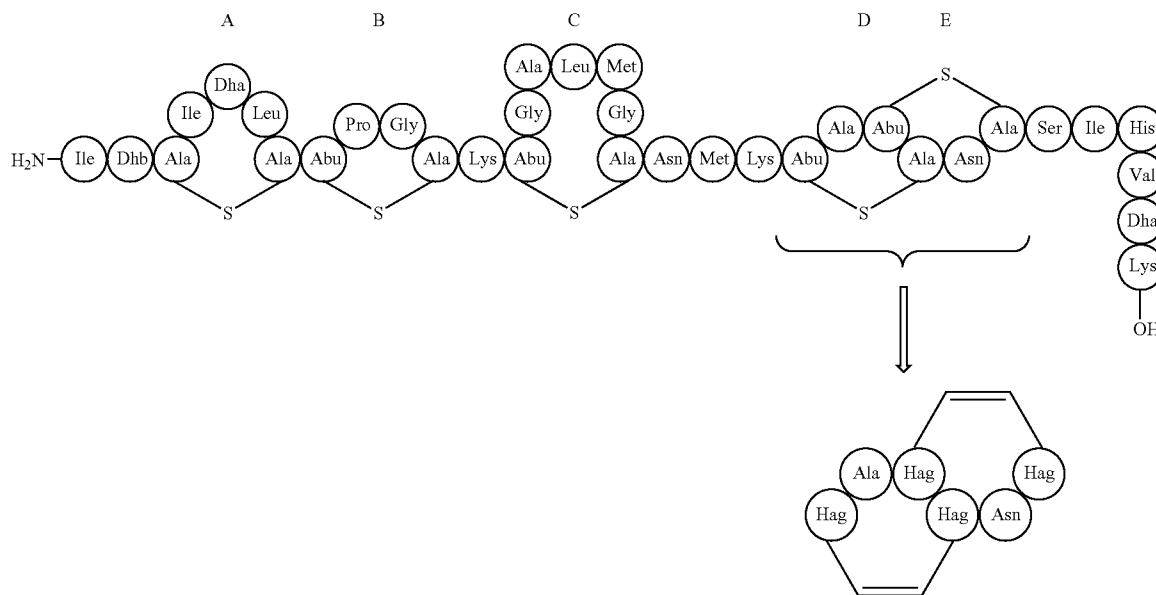 A B C D E
H₂N Ile Dhb Ala Ile Dha Leu Ala Abu Pro Gly Ala Lys Abu Gly Ala Leu Met Gly Ala Asn Met Lys Abu Ala Abu Ala Asn Ala Ser Ile His
S S S S S
Val
Dha
Lys
OH
Ala Hag Hag
Hag Hag Asn